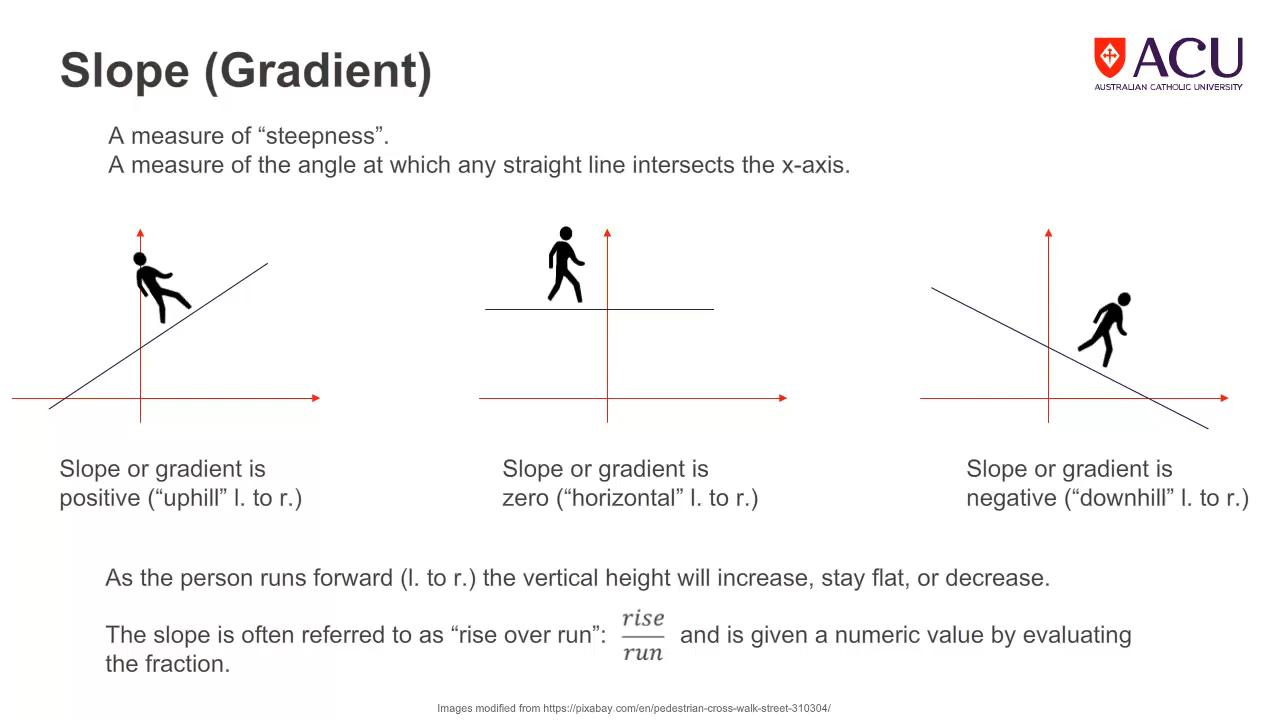 Slope (Gradient)
ACU
AUSTRALIAN CATHOLIC UNIVERSITY
A measure of “steepness”.
A measure of the angle at which any straight line intersects the x-axis.
Slope or gradient is
positive (“uphill” l. to r.)
Slope or gradient is
zero (“horizontal” l. to r.)
Slope or gradient is
negative (“downhill” l. to r.)
As the person runs forward (l. to r.) the vertical height will increase, stay flat, or decrease.
The slope is often referred to as “rise over run”: rise/run and is given a numeric value by evaluating
the fraction.
Images modified from https://pixabay.com/en/pedestrian-cross-walk-street-310304/